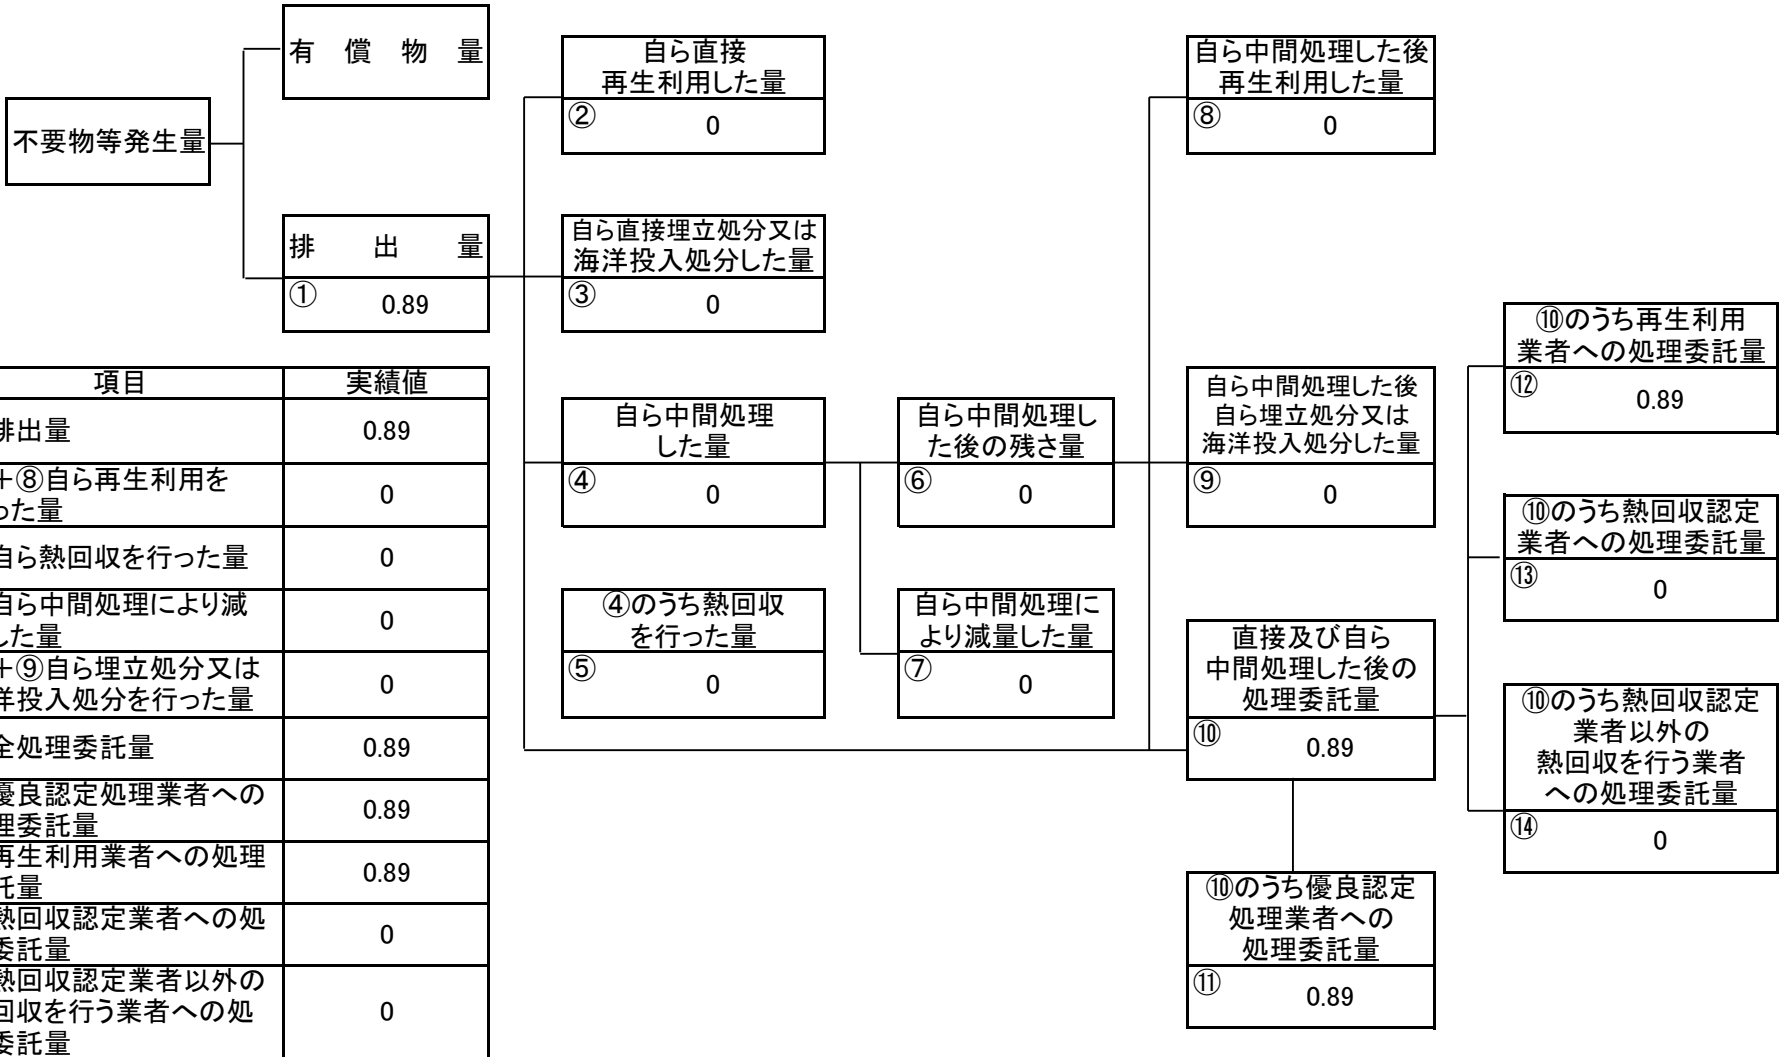 不要物等発生量
有償物量
排出量
① 0.89
自ら直接
再生利用した量
② 0
自ら直接埋立処分又は
海洋投入処分した量
③ 0
自ら中間処理
した量
④ 0
④のうち熱回収
を行った量
⑤ 0
自ら中間処理し
た後の残さ量
⑥ 0
自ら中間処理に
より減量した量
⑦ 0
自ら中間処理した後
再生利用した量
⑧ 0
自ら中間処理した後
自ら埋立処分又は
海洋投入処分した量
⑨ 0
直接及び自ら
中間処理した後の
処理委託量
⑩ 0.89
⑩のうち優良認定
処理業者への
処理委託量
⑪ 0.89
⑩のうち再生利用
業者への処理委託量
⑫ 0.89
⑩のうち熱回収認定
業者への処理委託量
⑬ 0
⑩のうち熱回収認定
業者以外の
熱回収を行う業者
への処理委託量
⑭ 0
項目 実績値
排出量 0.89
+⑧自ら再生利用を
った量 0
自ら熱回収を行った量 0
自ら中間処理により減
した量 0
+⑨自ら埋立処分又は
洋投入処分を行った量 0
全処理委託量 0.89
優良認定処理業者への
理委託量 0.89
再生利用業者への処理
託量 0.89
熱回収認定業者への処
委託量 0
熱回収認定業者以外の
回収を行う業者への処
委託量 0